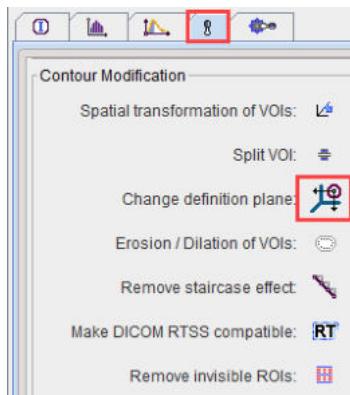 Contour Modification
Spatial transformation of VOIs:
Split VOI:
Change definition plane:
Erosion / Dilation of VOIs:
Remove staircase effect:
Make DICOM RTSS compatible: RT
Remove invisible ROIs: